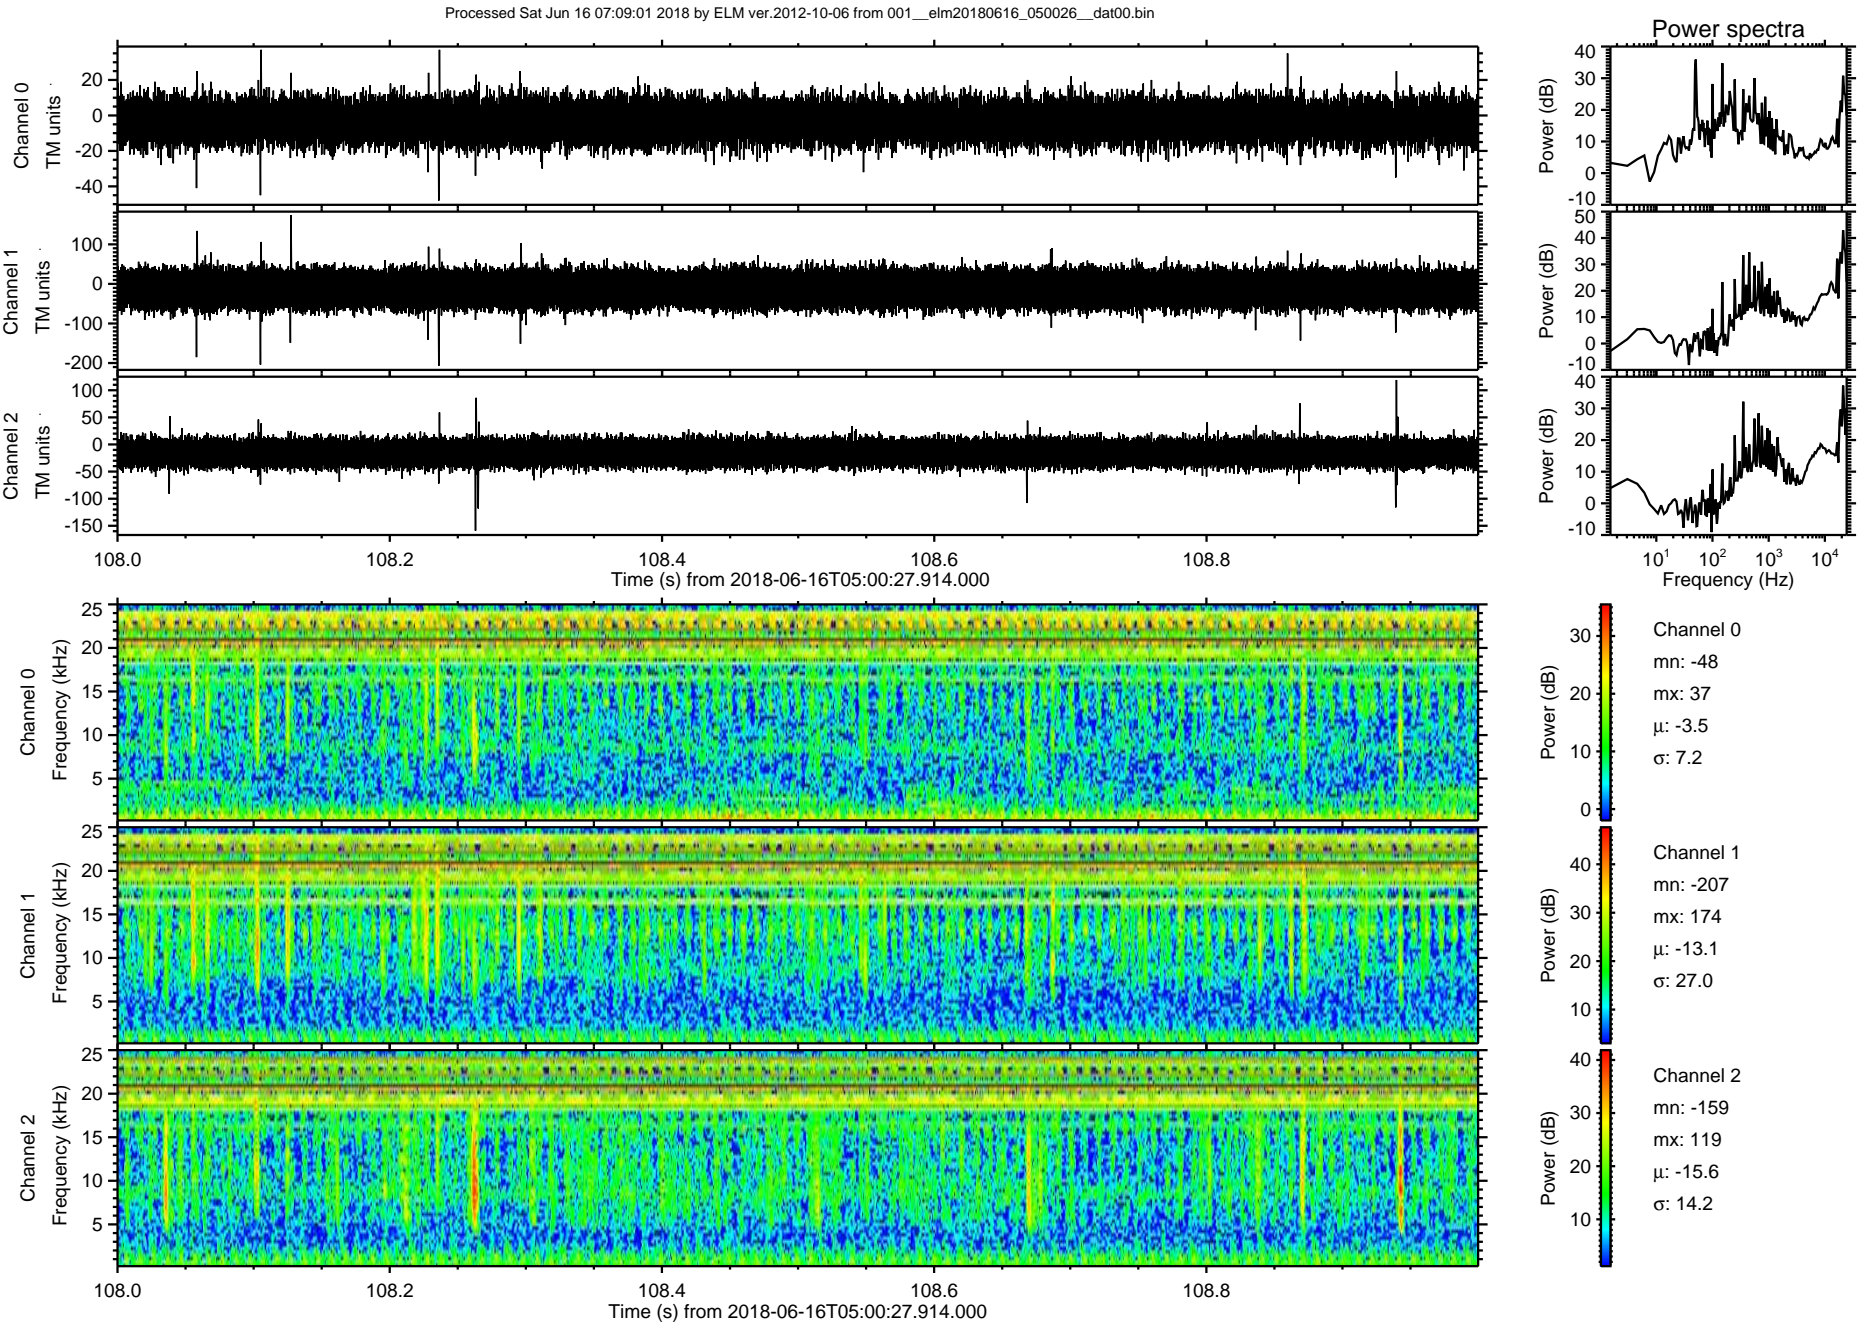 Processed Sat Jun 16 07:09:01 2018 by ELM ver.2012-10-06 from 001__elm20180616_050026__dat00.bin
Power spectra
Channel 0
TM units
20
0
-20
-40
Power (dB)
40
30
20
10
0
-10
Channel 1
TM units
100
0
-100
-200
Power (dB)
50
40
30
20
10
0
-10
Channel 2
TM units
100
50
0
-50
-100
-150
Power (dB)
40
30
20
10
0
-10
108.0 108.2 108.4 108.6 108.8
Time (s) from 2018-06-16T05:00:27.914.000
10¹ 10² 10³ 10⁴
Frequency (Hz)
Channel 0
Frequency (kHz)
25
20
15
10
5
Power (dB)
30
20
10
0
Channel 0
mn: -48
mx: 37
µ: -3.5
σ: 7.2
Channel 1
Frequency (kHz)
25
20
15
10
5
Power (dB)
40
30
20
10
Channel 1
mn: -207
mx: 174
µ: -13.1
σ: 27.0
Channel 2
Frequency (kHz)
25
20
15
10
5
Power (dB)
40
30
20
10
Channel 2
mn: -159
mx: 119
µ: -15.6
σ: 14.2
108.0 108.2 108.4 108.6 108.8
Time (s) from 2018-06-16T05:00:27.914.000